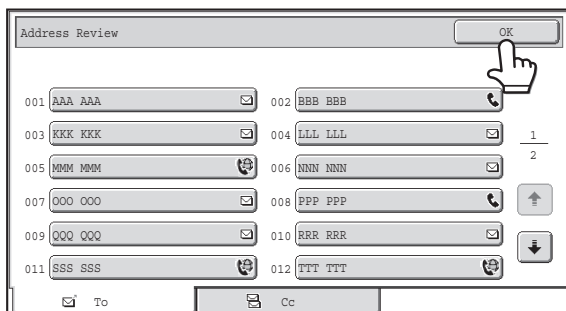 Address Review OK
001 AAA AAA 002 BBB BBB
003 KKK KKK 004 LLL LLL
1
005 MMM MMM 006 NNN NNN
2
007 OOO OOO 008 PPP PPP
009 QQQ QQQ 010 RRR RRR
011 SSS SSS 012 TTT TTT
To Cc